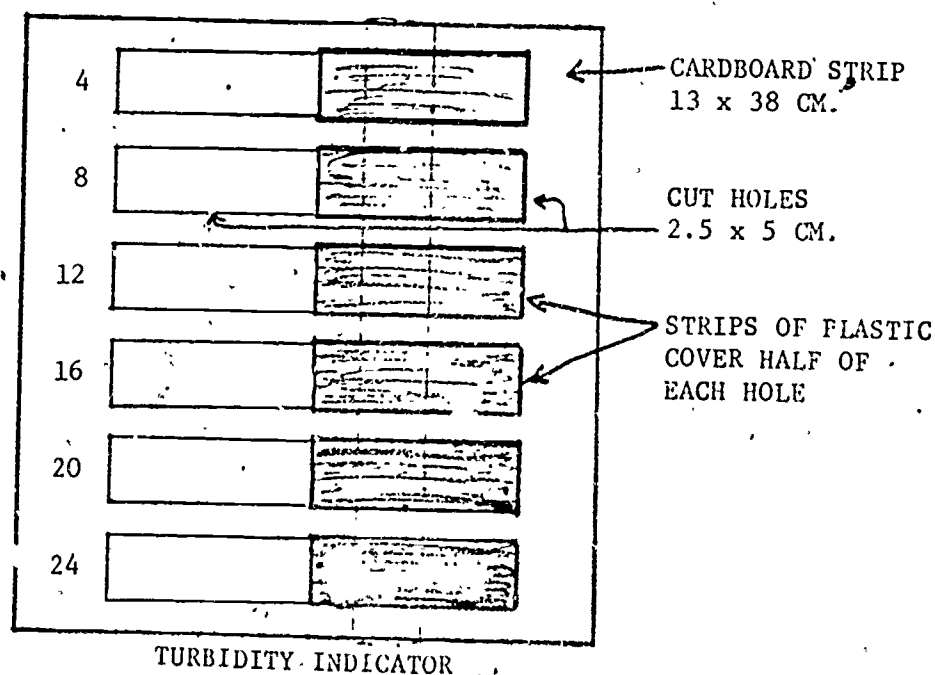 4
CARDBOARD STRIP
13 x 38 CM.
8
CUT HOLES
2.5 x 5 CM.
12
STRIPS OF PLASTIC
COVER HALF OF
EACH HOLE
16
20
24
TURBIDITY INDICATOR